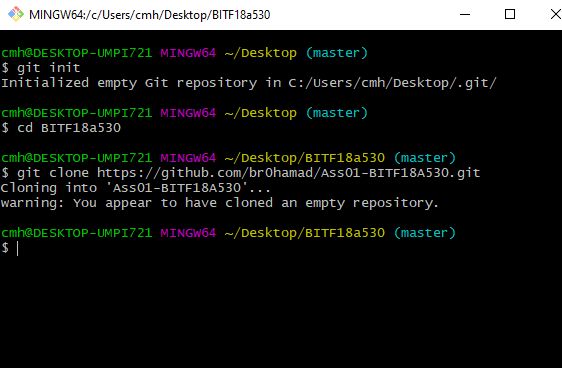 MINGW64:/c/Users/cmh/Desktop/BITF18a530
cmh@DESKTOP-UMPI721 MINGW64 ~/Desktop (master)
$ git init
Initialized empty Git repository in C:/Users/cmh/Desktop/.git/
cmh@DESKTOP-UMPI721 MINGW64 ~/Desktop (master)
$ cd BITF18a530
cmh@DESKTOP-UMPI721 MINGW64 ~/Desktop/BITF18a530 (master)
$ git clone https://github.com/br0hamad/Ass01-BITF18A530.git
Cloning into 'Ass01-BITF18A530'...
warning: You appear to have cloned an empty repository.
cmh@DESKTOP-UMPI721 MINGW64 ~/Desktop/BITF18a530 (master)
$